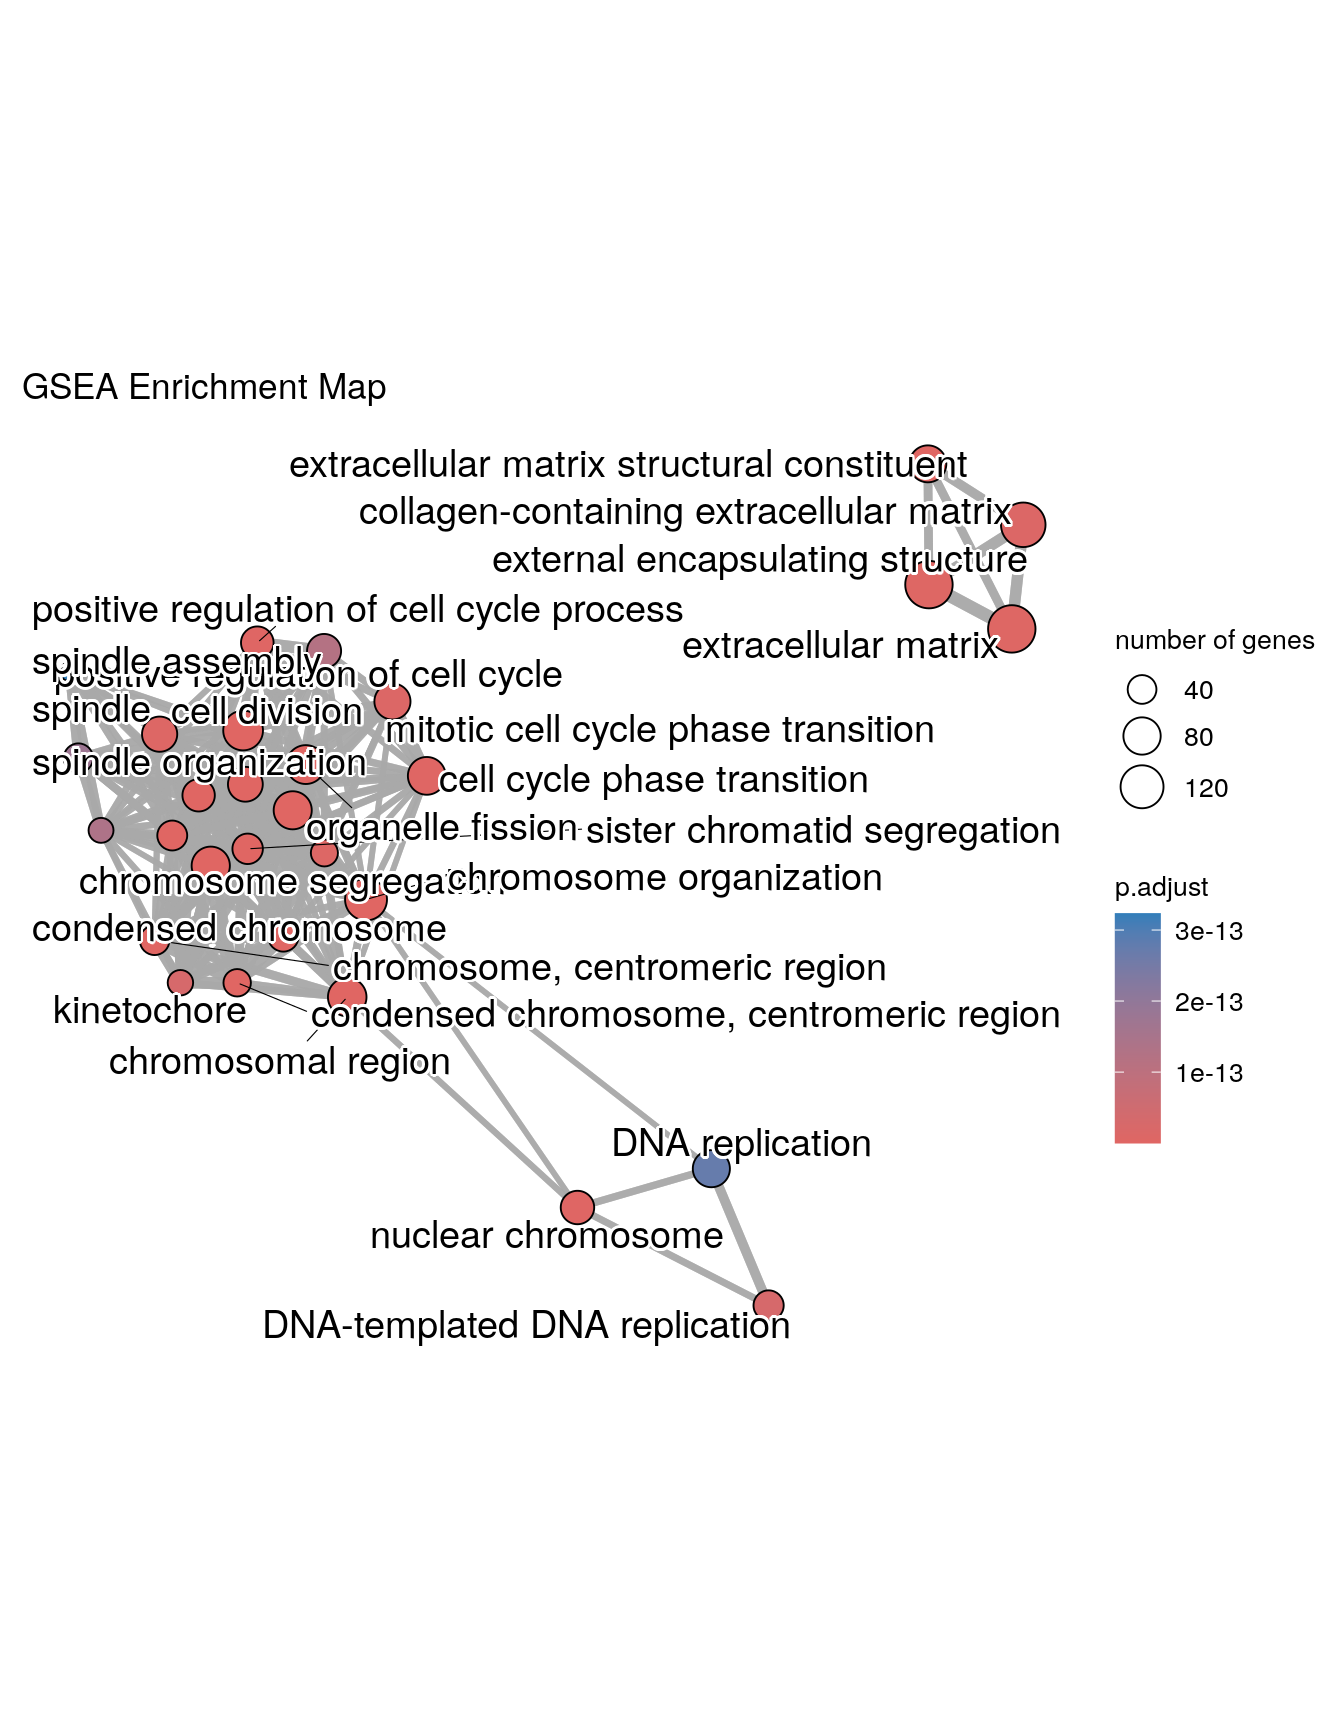 GSEA Enrichment Map
extracellular matrix structural constituent
collagen-containing extracellular matrix
external encapsulating structure
positive regulation of cell cycle process
extracellular matrix
spindle assembly
positive regulation of cell cycle
spindle
cell division
mitotic cell cycle phase transition
spindle organization
cell cycle phase transition
organelle fission
sister chromatid segregation
chromosome segregation
chromosome organization
condensed chromosome
chromosome, centromeric region
kinetochore
condensed chromosome, centromeric region
chromosomal region
DNA replication
nuclear chromosome
DNA-templated DNA replication
number of genes
40
80
120
p.adjust
3e-13
2e-13
1e-13